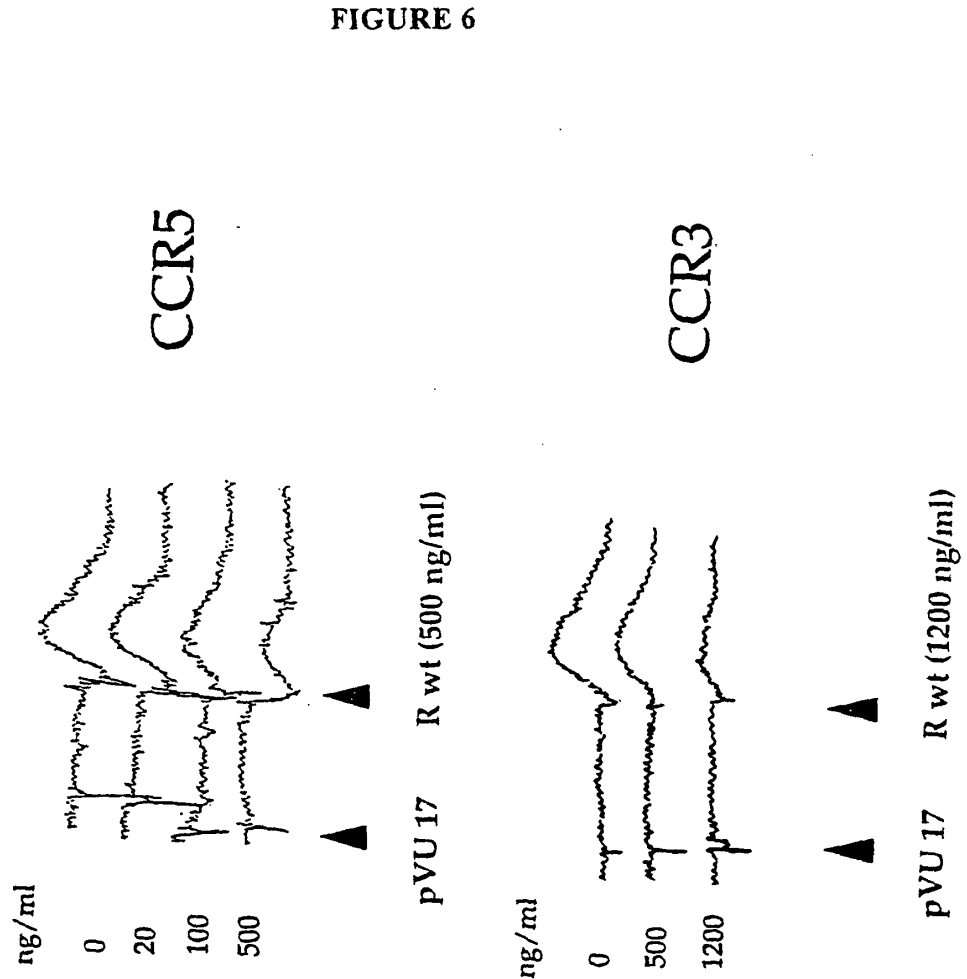 FIGURE 6
CCR5
ng/ml
0
20
100
500
pVU 17
R wt (500 ng/ml)
CCR3
ng/ml
0
500
1200
pVU 17
R wt (1200 ng/ml)